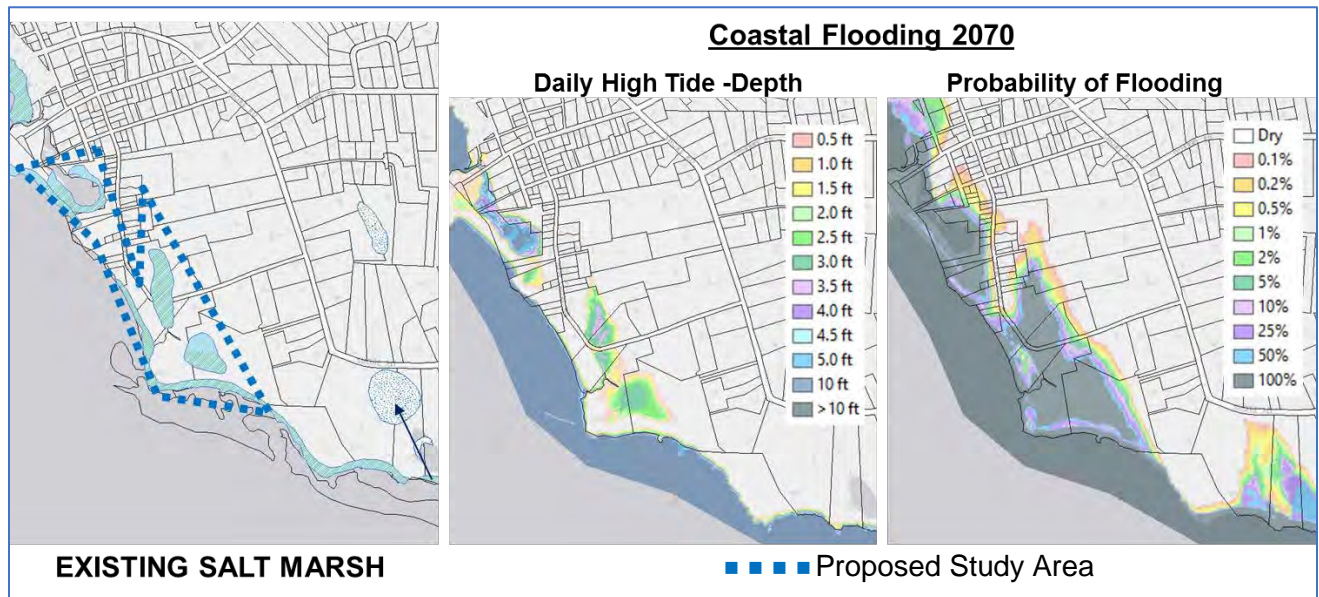 Coastal Flooding 2070
Daily High Tide -Depth
Probability of Flooding
0.5 ft
1.0 ft
1.5 ft
2.0 ft
2.5 ft
3.0 ft
3.5 ft
4.0 ft
4.5 ft
5.0 ft
10 ft
>10 ft
Dry
0.1%
0.2%
0.5%
1%
2%
5%
10%
25%
50%
100%
EXISTING SALT MARSH
Proposed Study Area